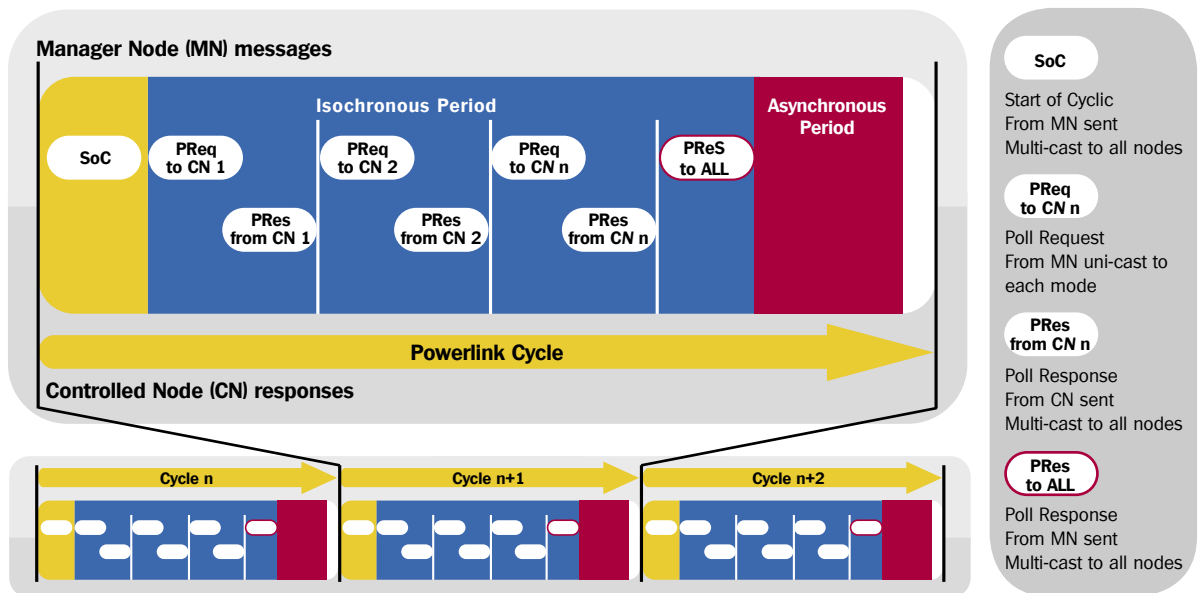 Manager Node (MN) messages
Isochronous Period
Asynchronous
Period
SoC
PReq
to CN 1
PReq
to CN 2
PReq
to CN n
PReS
to ALL
PRes
from CN 1
PRes
from CN 2
PRes
from CN n
Powerlink Cycle
Controlled Node (CN) responses
Cycle n
Cycle n+1
Cycle n+2
SoC
Start of Cyclic
From MN sent
Multi-cast to all nodes
PReq
to CN n
Poll Request
From MN uni-cast to
each mode
PRes
from CN n
Poll Response
From CN sent
Multi-cast to all nodes
PRes
to ALL
Poll Response
From MN sent
Multi-cast to all nodes